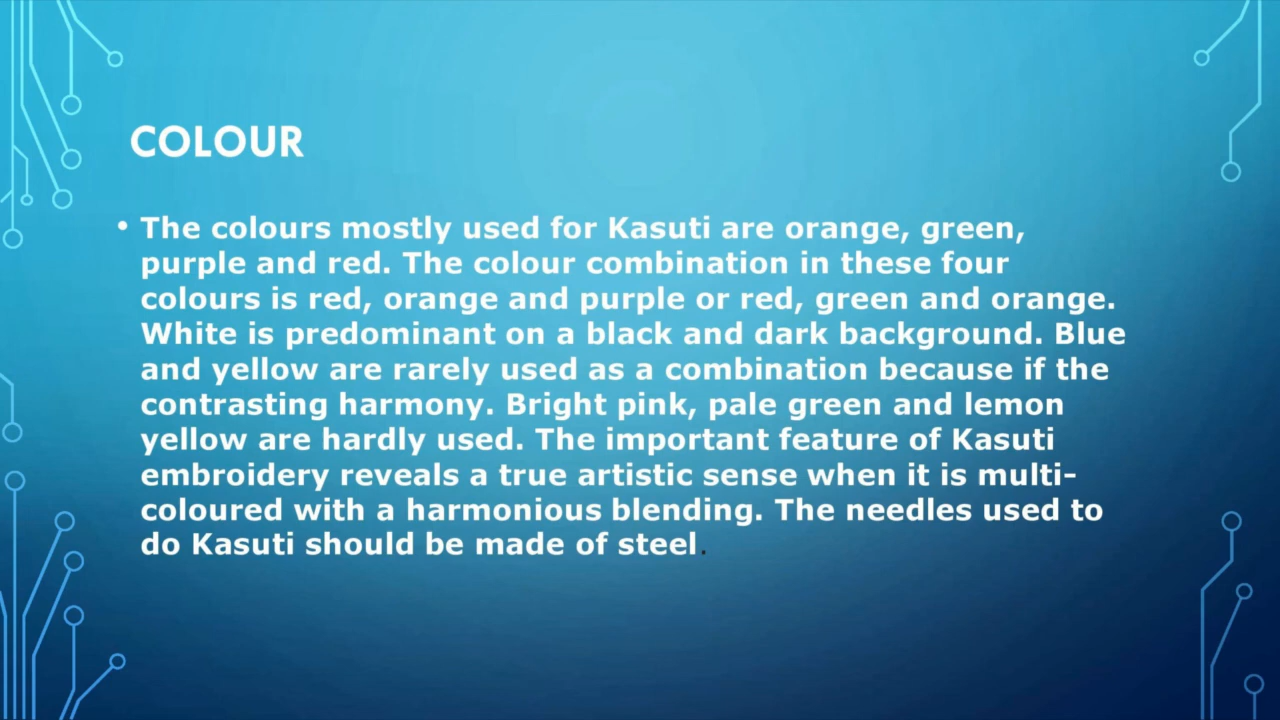 COLOUR
• The colours mostly used for Kasuti are orange, green,
purple and red. The colour combination in these four
colours is red, orange and purple or red, green and orange.
White is predominant on a black and dark background. Blue
and yellow are rarely used as a combination because if the
contrasting harmony. Bright pink, pale green and lemon
yellow are hardly used. The important feature of Kasuti
embroidery reveals a true artistic sense when it is multi-
coloured with a harmonious blending. The needles used to
do Kasuti should be made of steel.